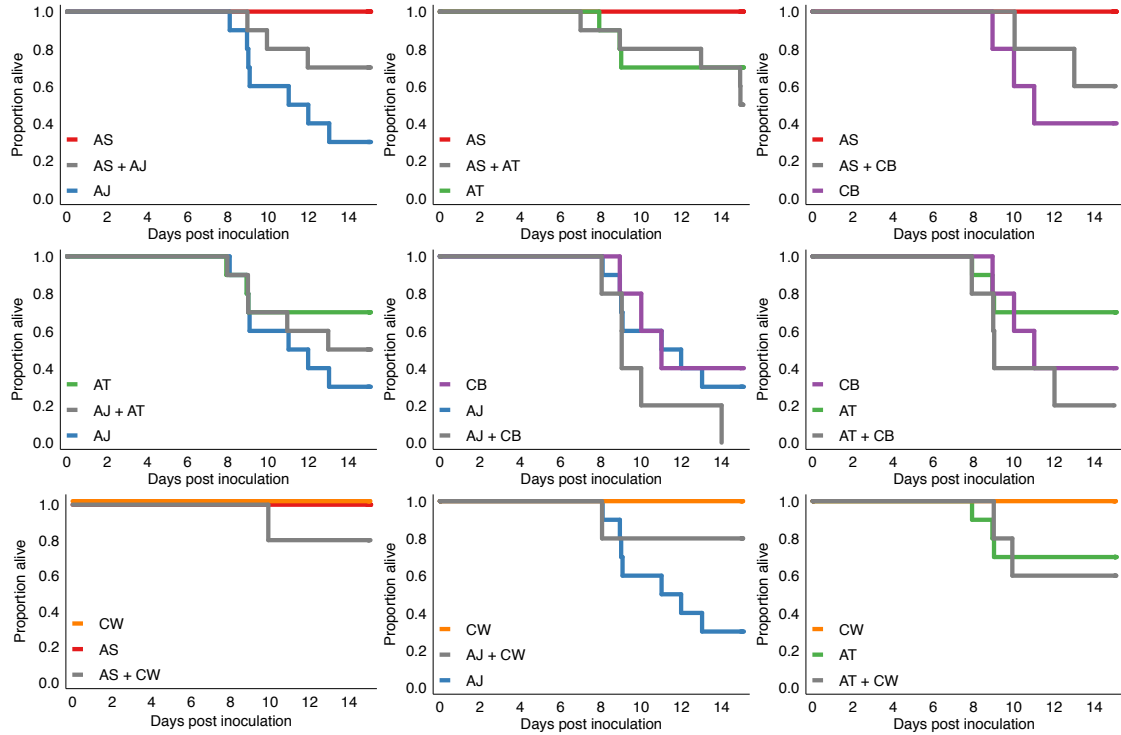 Proportion alive
1.0
0.8
0.6
0.4
0.2
0.0
AS
AS + AJ
AJ
0 2 4 6 8 10 12 14
Days post inoculation
Proportion alive
1.0
0.8
0.6
0.4
0.2
0.0
AS
AS + AT
AT
0 2 4 6 8 10 12 14
Days post inoculation
Proportion alive
1.0
0.8
0.6
0.4
0.2
0.0
AS
AS + CB
CB
0 2 4 6 8 10 12 14
Days post inoculation
Proportion alive
1.0
0.8
0.6
0.4
0.2
0.0
AT
AJ + AT
AJ
0 2 4 6 8 10 12 14
Days post inoculation
Proportion alive
1.0
0.8
0.6
0.4
0.2
0.0
CB
AJ
AJ + CB
0 2 4 6 8 10 12 14
Days post inoculation
Proportion alive
1.0
0.8
0.6
0.4
0.2
0.0
CB
AT
AT + CB
0 2 4 6 8 10 12 14
Days post inoculation
Proportion alive
1.0
0.8
0.6
0.4
0.2
0.0
CW
AS
AS + CW
0 2 4 6 8 10 12 14
Days post inoculation
Proportion alive
1.0
0.8
0.6
0.4
0.2
0.0
CW
AJ + CW
AJ
0 2 4 6 8 10 12 14
Days post inoculation
Proportion alive
1.0
0.8
0.6
0.4
0.2
0.0
CW
AT
AT + CW
0 2 4 6 8 10 12 14
Days post inoculation